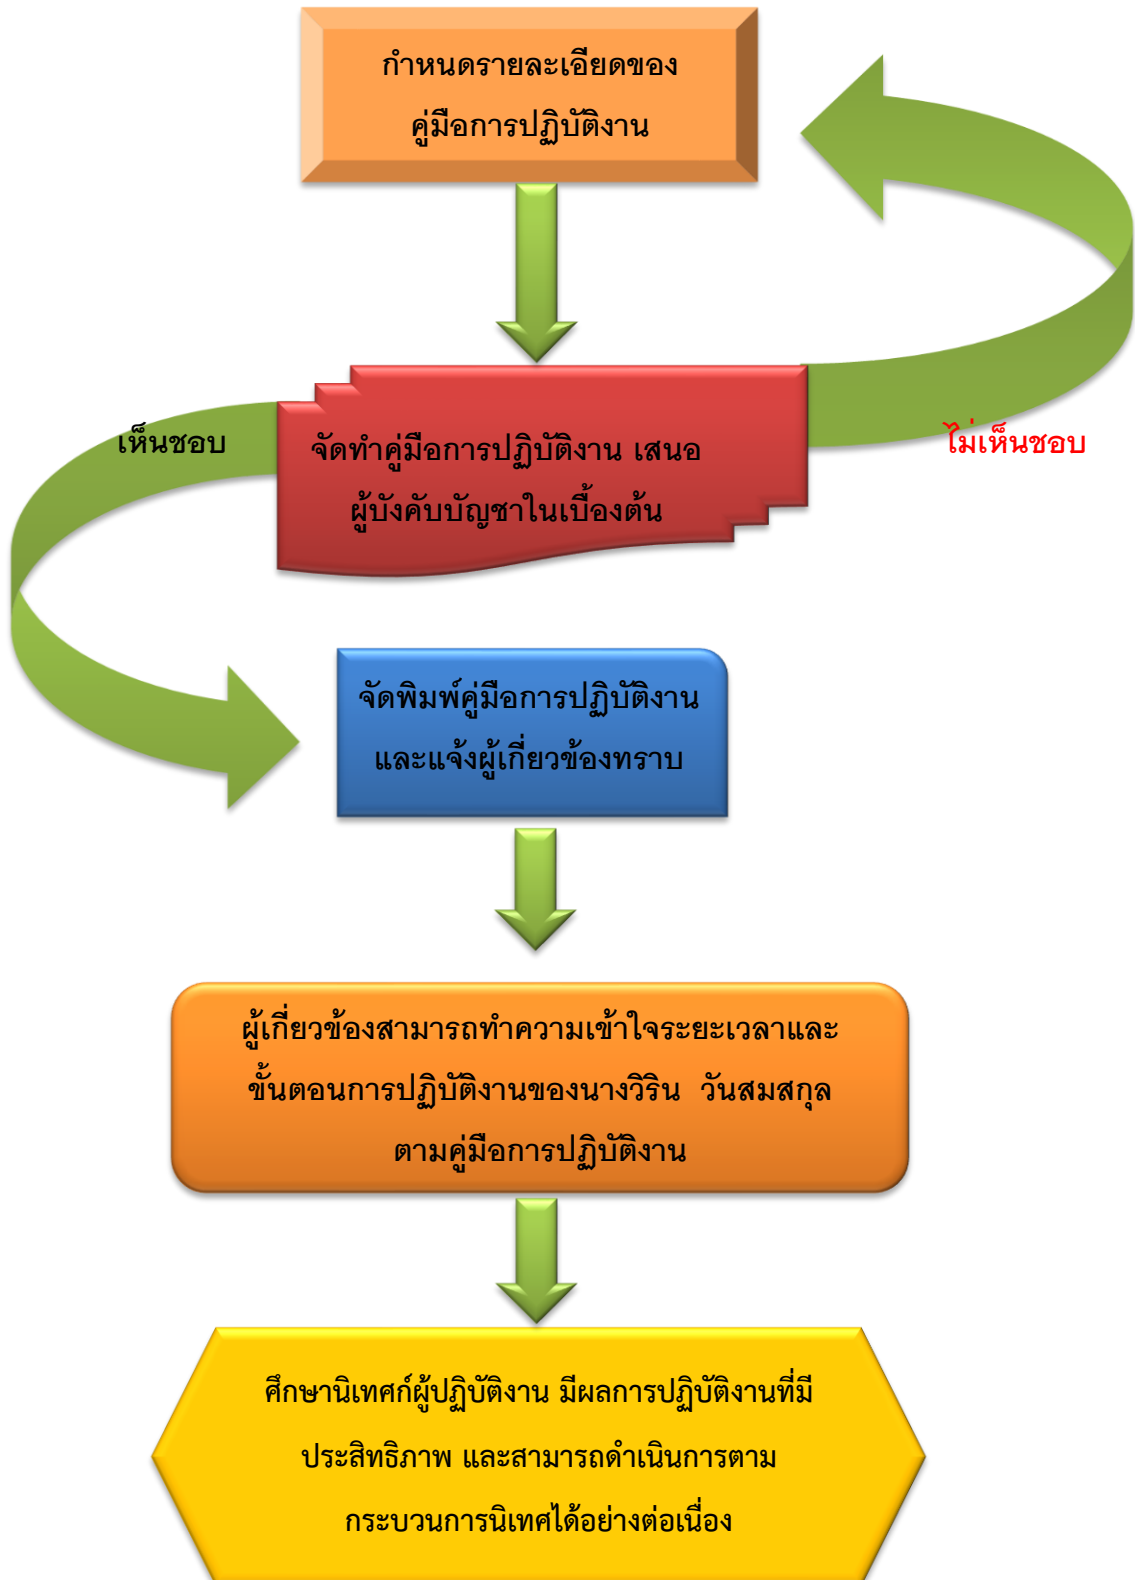 กำหนดรายละเอียดของ
คู่มือการปฏิบัติงาน
เห็นชอบ
ไม่เห็นชอบ
จัดทำคู่มือการปฏิบัติงาน เสนอ
ผู้บังคับบัญชาในเบื้องต้น
จัดพิมพ์คู่มือการปฏิบัติงาน
และแจ้งผู้เกี่ยวข้องทราบ
ผู้เกี่ยวข้องสามารถทำความเข้าใจระยะเวลาและ
ขั้นตอนการปฏิบัติงานของนางวิริน วันสมสกุล
ตามคู่มือการปฏิบัติงาน
ศึกษานิเทศก์ผู้ปฏิบัติงาน มีผลการปฏิบัติงานที่มี
ประสิทธิภาพ และสามารถดำเนินการตาม
กระบวนการนิเทศได้อย่างต่อเนื่อง